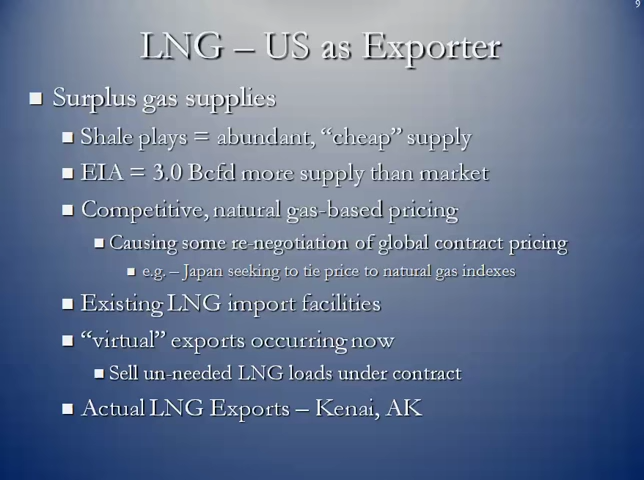 9
LNG – US as Exporter
Surplus gas supplies
Shale plays = abundant, “cheap” supply
EIA = 3.0 Bcfd more supply than market
Competitive, natural gas-based pricing
Causing some re-negotiation of global contract pricing
e.g. – Japan seeking to tie price to natural gas indexes
Existing LNG import facilities
“virtual” exports occurring now
Sell un-needed LNG loads under contract
Actual LNG Exports – Kenai, AK